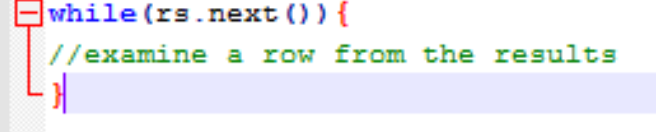 while(rs.next()){
//examine a row from the results
}